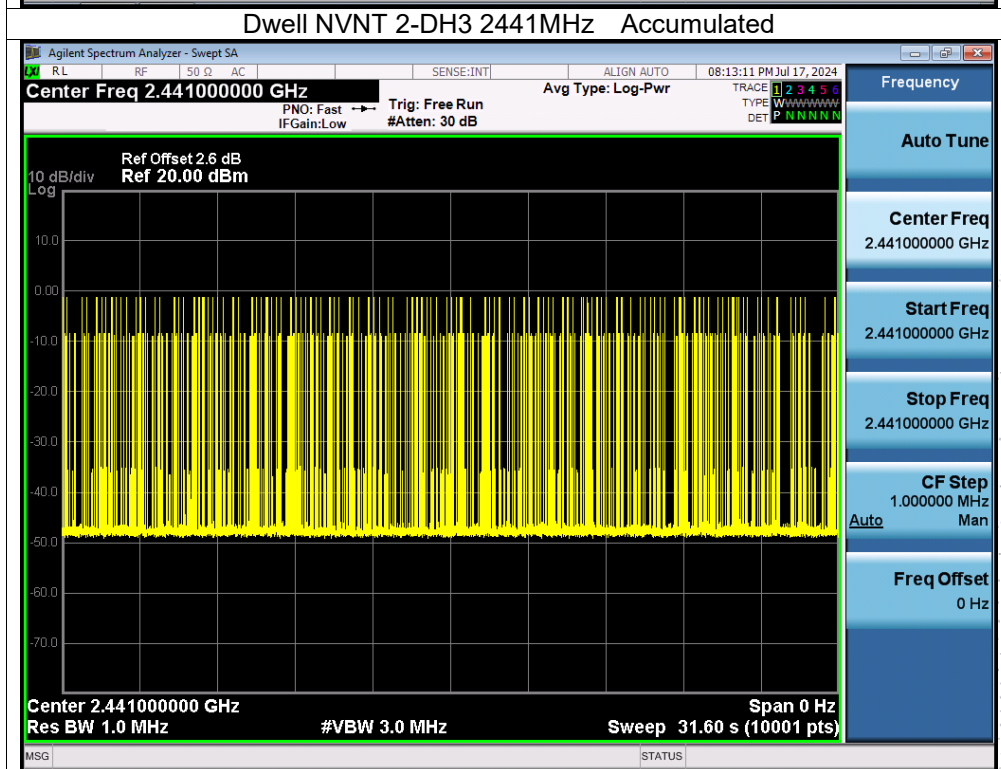 Dwell NVNT 2-DH3 2441MHz Accumulated
Agilent Spectrum Analyzer - Swept SA
LXI RL RF 50 Ω AC SENSE:INT ALIGN AUTO 08:13:11 PM Jul 17, 2024
Center Freq 2.441000000 GHz Avg Type: Log-Pwr TRACE 1 2 3 4 5 6
PNO: Fast Trig: Free Run TYPE WWWWWWW
IFGain:Low #Atten: 30 dB DET P N N N N N
Ref Offset 2.6 dB
10 dB/div Ref 20.00 dBm
Log
10.0
0.00
-10.0
-20.0
-30.0
-40.0
-50.0
-60.0
-70.0
Center 2.441000000 GHz Span 0 Hz
Res BW 1.0 MHz #VBW 3.0 MHz Sweep 31.60 s (10001 pts)
MSG STATUS
Frequency
Auto Tune
Center Freq
2.441000000 GHz
Start Freq
2.441000000 GHz
Stop Freq
2.441000000 GHz
CF Step
1.000000 MHz
Auto Man
Freq Offset
0 Hz